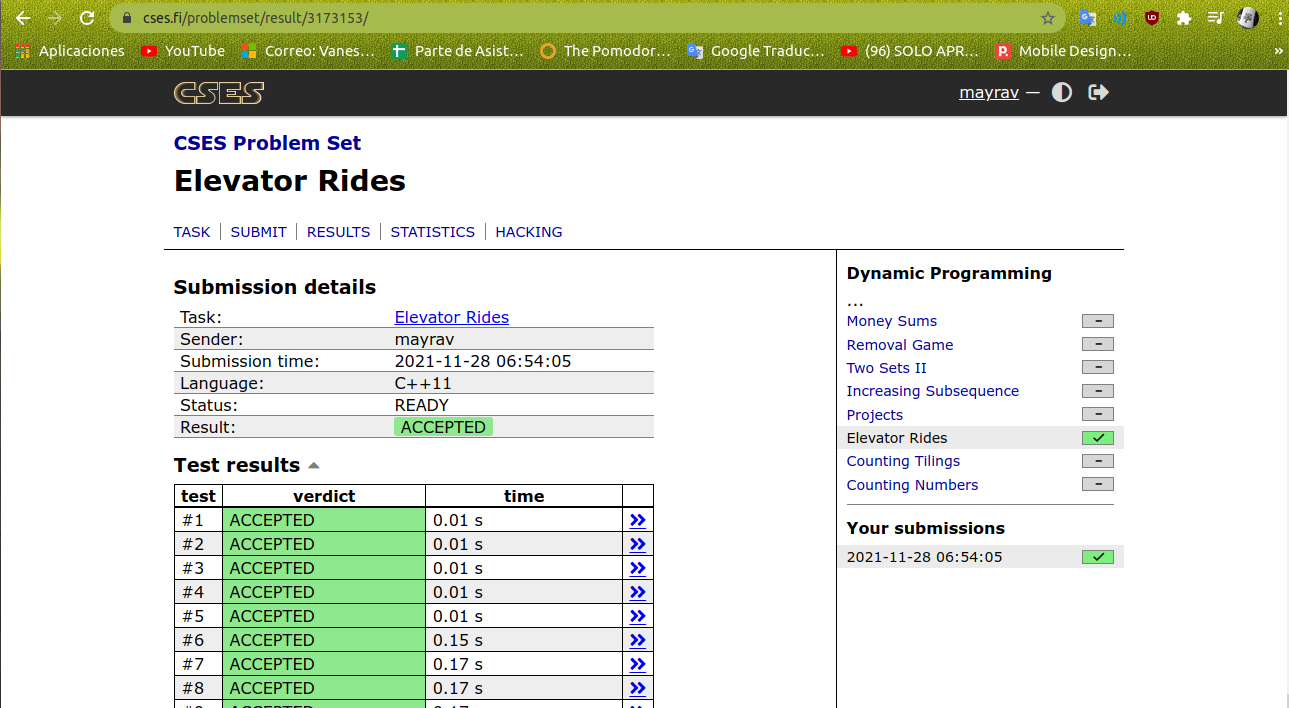 cses.fi/problemset/result/3173153/
Aplicaciones YouTube Correo: Vanes... Parte de Asist... The Pomodor... Google Traduc... (96) SOLO APR... Mobile Design... »
CSES mayrav —
CSES Problem Set
Elevator Rides
TASK SUBMIT RESULTS STATISTICS HACKING
Submission details
Task: Elevator Rides
Sender: mayrav
Submission time: 2021-11-28 06:54:05
Language: C++11
Status: READY
Result: ACCEPTED
Test results
test verdict time
#1 ACCEPTED 0.01 s »
#2 ACCEPTED 0.01 s »
#3 ACCEPTED 0.01 s »
#4 ACCEPTED 0.01 s »
#5 ACCEPTED 0.01 s »
#6 ACCEPTED 0.15 s »
#7 ACCEPTED 0.17 s »
#8 ACCEPTED 0.17 s »
Dynamic Programming
...
Money Sums –
Removal Game –
Two Sets II –
Increasing Subsequence –
Projects –
Elevator Rides ✓
Counting Tilings –
Counting Numbers –
Your submissions
2021-11-28 06:54:05 ✓